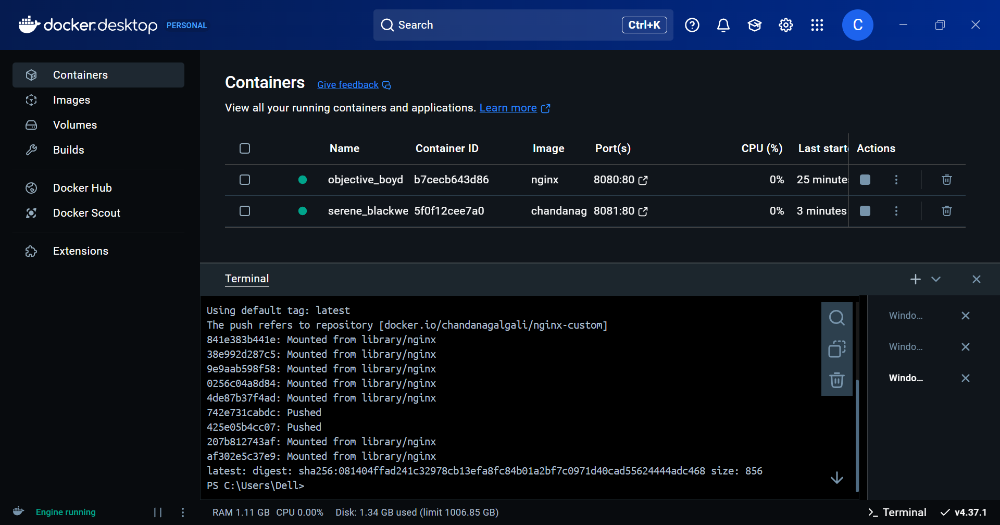 docker desktop PERSONAL
Search Ctrl+K
C
Containers
Images
Volumes
Builds
Docker Hub
Docker Scout
Extensions
Containers Give feedback
View all your running containers and applications. Learn more
Name Container ID Image Port(s) CPU (%) Last starte Actions
objective_boyd b7cecb643d86 nginx 8080:80 0% 25 minutes
serene_blackwe 5f0f12cee7a0 chandanag 8081:80 0% 3 minutes
Terminal
Using default tag: latest
The push refers to repository [docker.io/chandanagalgali/nginx-custom]
841e383b441e: Mounted from library/nginx
38e992d287c5: Mounted from library/nginx
9e9aab598f58: Mounted from library/nginx
0256c04a8d84: Mounted from library/nginx
4de87b37f4ad: Mounted from library/nginx
742e731cabdc: Pushed
425e05b4cc07: Pushed
207b812743af: Mounted from library/nginx
af302e5c37e9: Mounted from library/nginx
latest: digest: sha256:081404ffad241c32978cb13efa8fc84b01a2bf7c0971d40cad55624444adc468 size: 856
PS C:\Users\Dell>
Windo...
Windo...
Windo...
Engine running
RAM 1.11 GB CPU 0.00% Disk: 1.34 GB used (limit 1006.85 GB)
>_ Terminal
v4.37.1